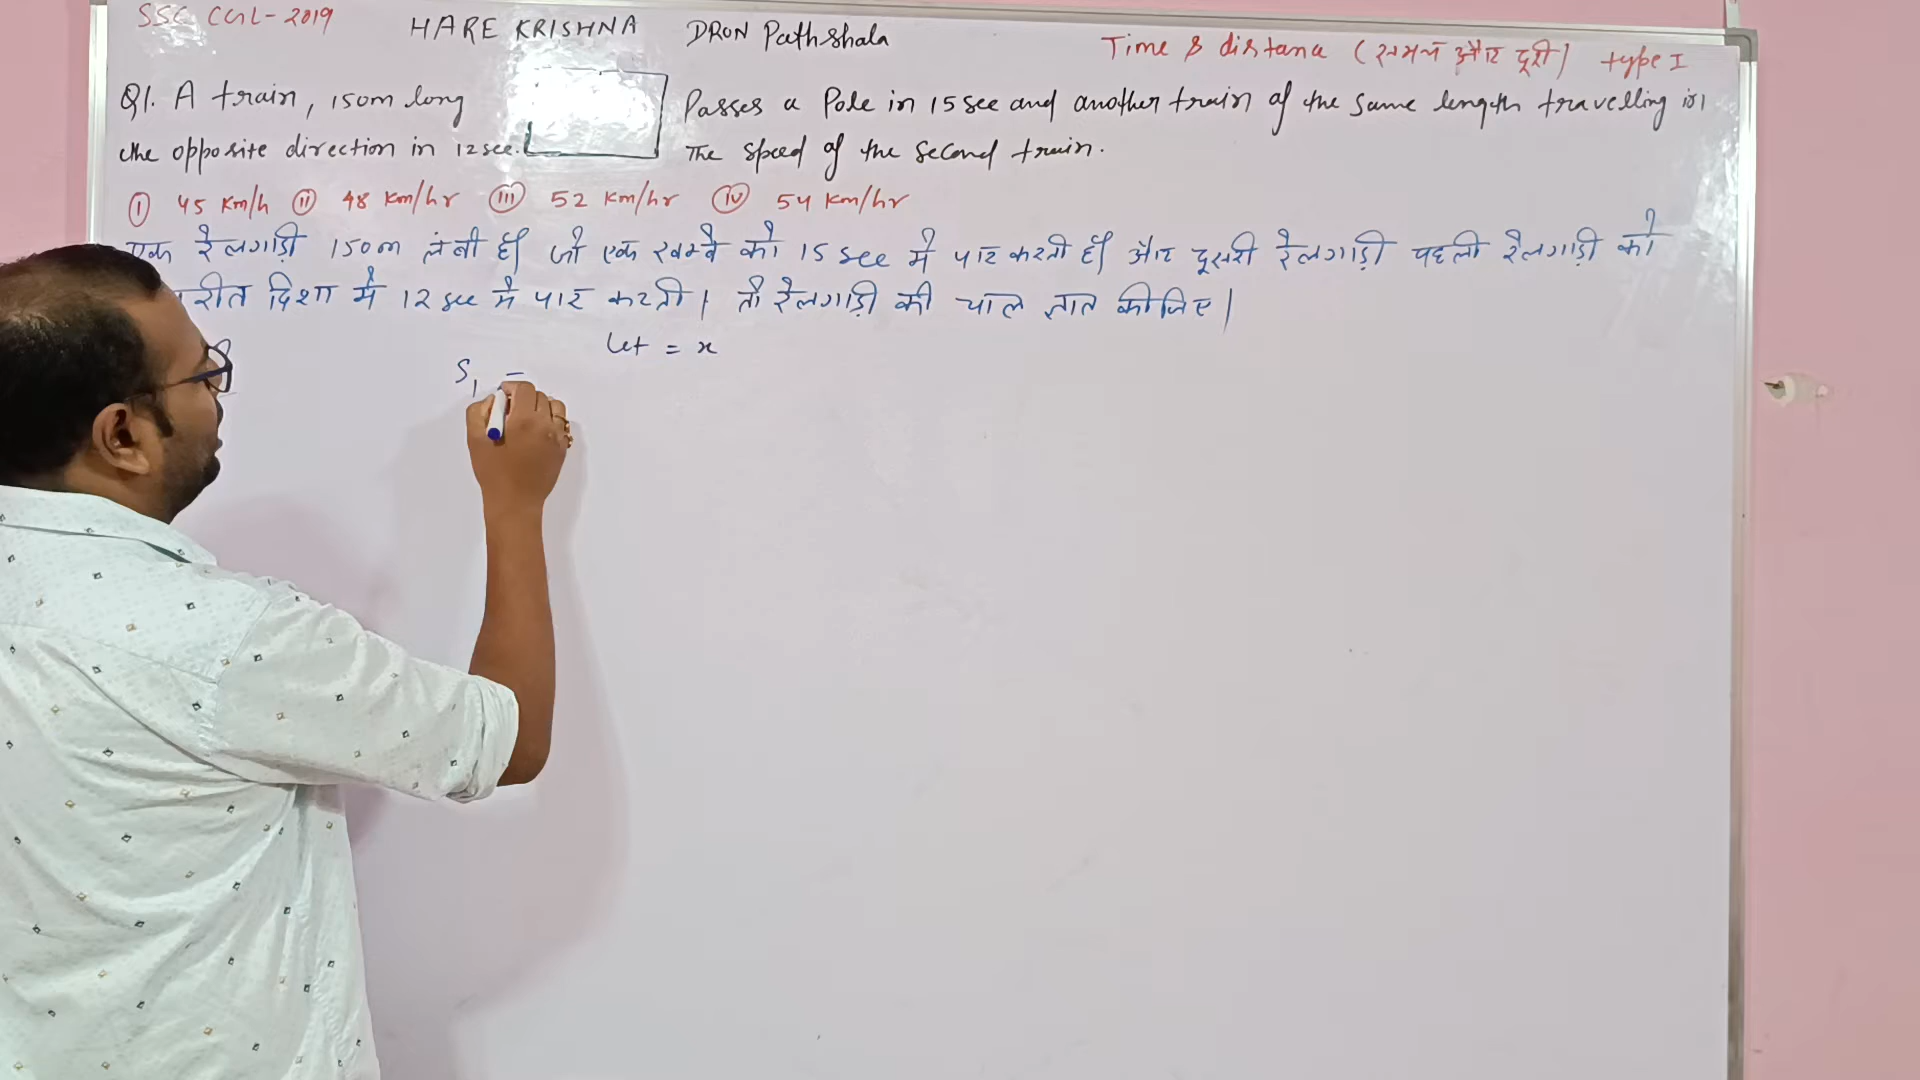 SSC CGL-2019
HARE KRISHNA DRON Pathshala
Time & distance (समय और दूरी) type I
Q1. A train, 150m long Passes a Pole in 15 sec and another train of the same length travelling in
the opposite direction in 12 sec. The speed of the second train.
(i) 45 Km/h (ii) 48 Km/hr (iii) 52 Km/hr (iv) 54 Km/hr
एक रेलगाड़ी 150m लंबी है जो एक खम्बे को 15 sec में पार करती है और दूसरी रेलगाड़ी पहली रेलगाड़ी को
दिशा में 12 sec में पार करती। तो रेलगाड़ी की चाल ज्ञात कीजिए।
Let = x
S1 =